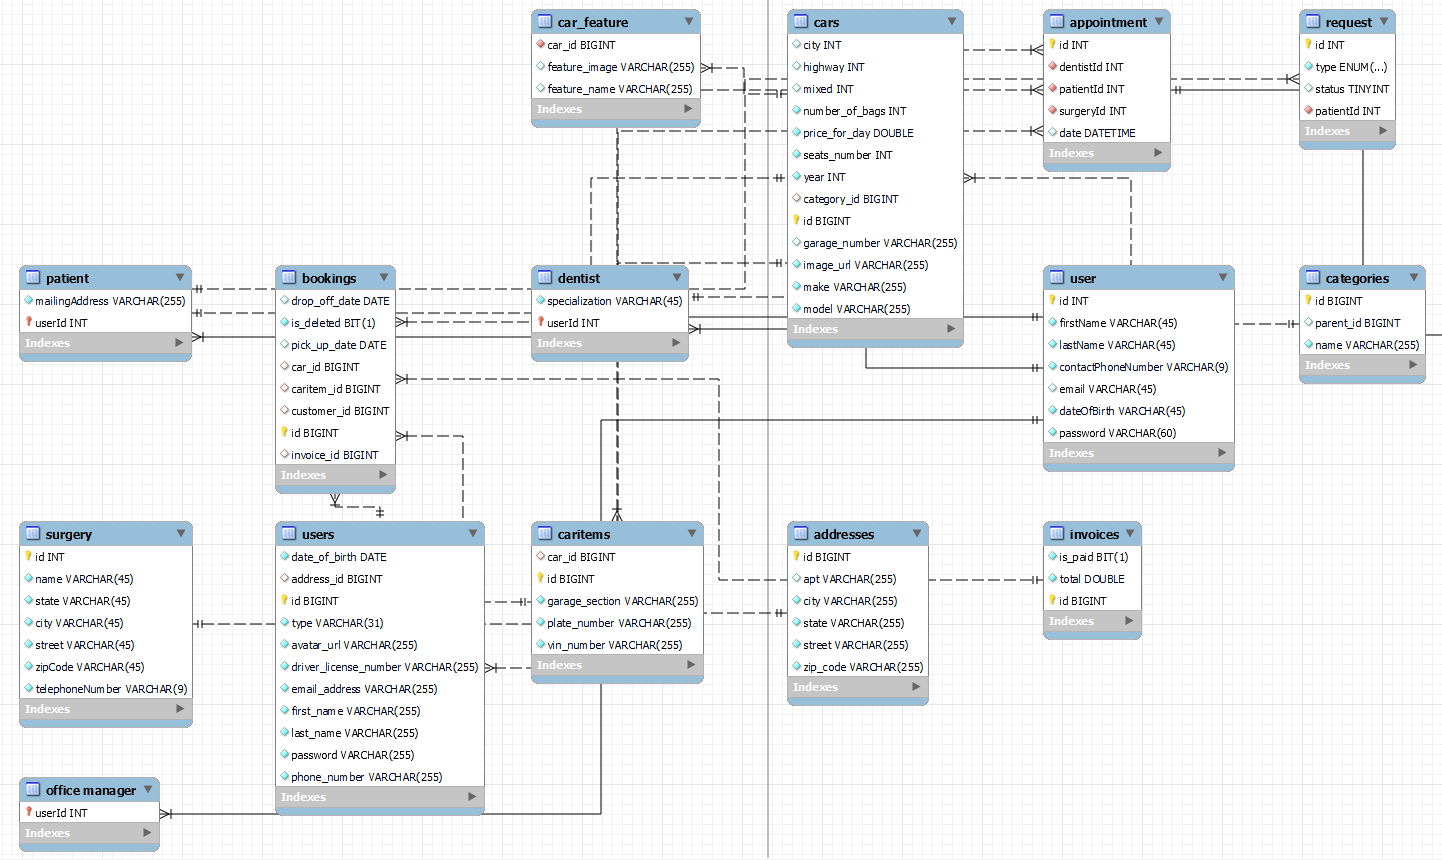 car_feature
car_id BIGINT
feature_image VARCHAR(255)
feature_name VARCHAR(255)
Indexes
cars
city INT
highway INT
mixed INT
number_of_bags INT
price_for_day DOUBLE
seats_number INT
year INT
category_id BIGINT
id BIGINT
garage_number VARCHAR(255)
image_url VARCHAR(255)
make VARCHAR(255)
model VARCHAR(255)
Indexes
appointment
id INT
dentistId INT
patientId INT
surgeryId INT
date DATETIME
Indexes
request
id INT
type ENUM(...)
status TINYINT
patientId INT
Indexes
patient
mailingAddress VARCHAR(255)
userId INT
Indexes
bookings
drop_off_date DATE
is_deleted BIT(1)
pick_up_date DATE
car_id BIGINT
caritem_id BIGINT
customer_id BIGINT
id BIGINT
invoice_id BIGINT
Indexes
dentist
specialization VARCHAR(45)
userId INT
Indexes
user
id INT
firstName VARCHAR(45)
lastName VARCHAR(45)
contactPhoneNumber VARCHAR(9)
email VARCHAR(45)
dateOfBirth VARCHAR(45)
password VARCHAR(60)
Indexes
categories
id BIGINT
parent_id BIGINT
name VARCHAR(255)
Indexes
surgery
id INT
name VARCHAR(45)
state VARCHAR(45)
city VARCHAR(45)
street VARCHAR(45)
zipCode VARCHAR(45)
telephoneNumber VARCHAR(9)
Indexes
users
date_of_birth DATE
address_id BIGINT
id BIGINT
type VARCHAR(31)
avatar_url VARCHAR(255)
driver_license_number VARCHAR(255)
email_address VARCHAR(255)
first_name VARCHAR(255)
last_name VARCHAR(255)
password VARCHAR(255)
phone_number VARCHAR(255)
Indexes
caritems
car_id BIGINT
id BIGINT
garage_section VARCHAR(255)
plate_number VARCHAR(255)
vin_number VARCHAR(255)
Indexes
addresses
id BIGINT
apt VARCHAR(255)
city VARCHAR(255)
state VARCHAR(255)
street VARCHAR(255)
zip_code VARCHAR(255)
Indexes
invoices
is_paid BIT(1)
total DOUBLE
id BIGINT
Indexes
office manager
userId INT
Indexes